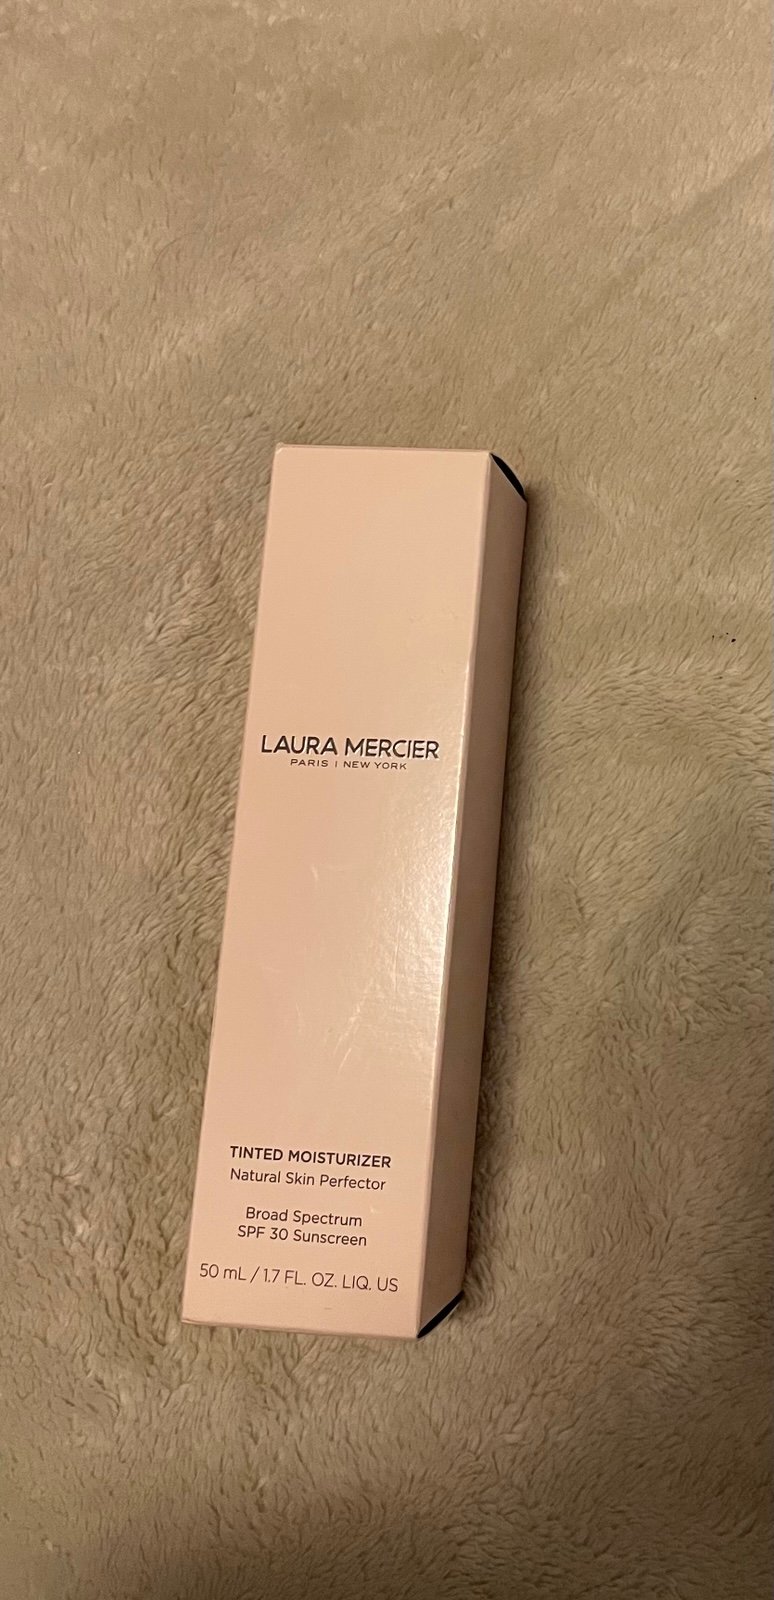 LAURA MERCIER
PARIS | NEW YORK
TINTED MOISTURIZER
Natural Skin Perfector
Broad Spectrum
SPF 30 Sunscreen
50 mL / 1.7 FL. OZ. LIQ. US